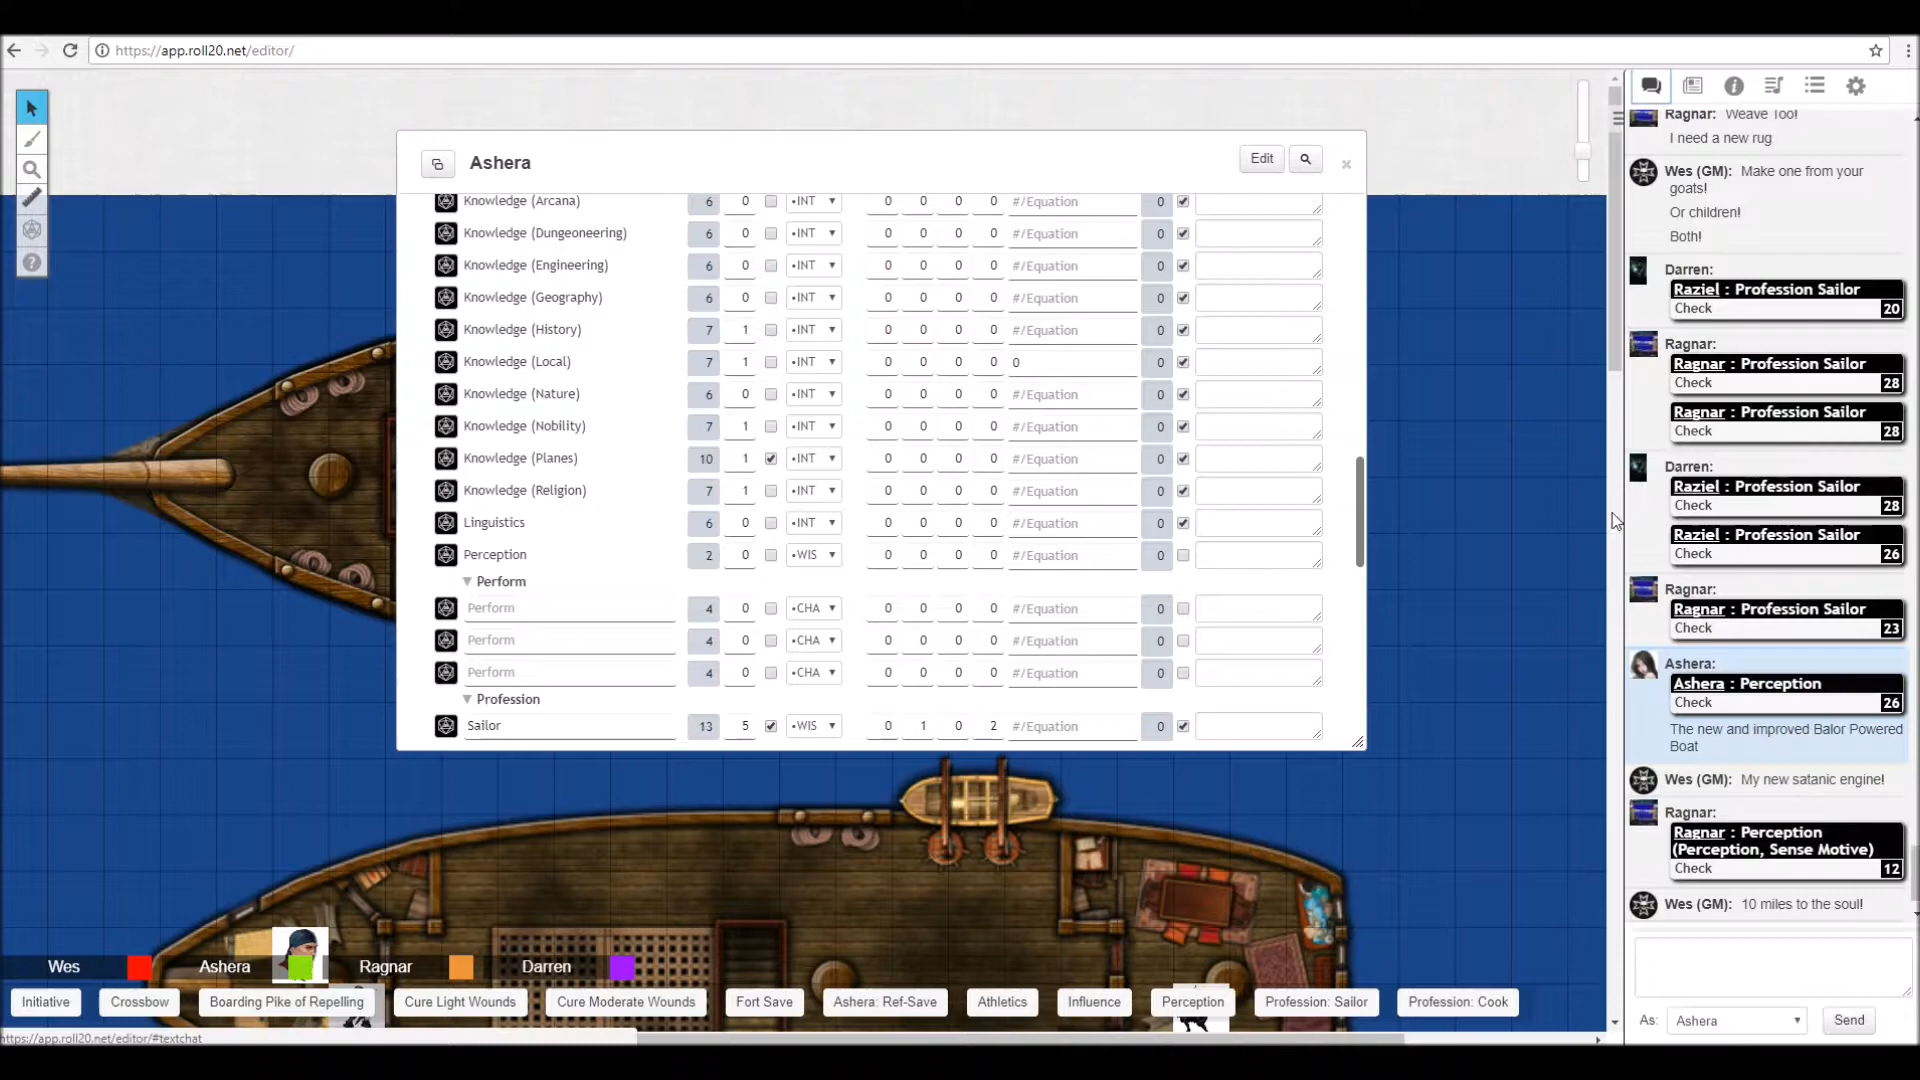 https://app.roll20.net/editor/
Ashera
Edit
Knowledge (Arcana) 6 0 •INT 0 0 0 0 #/Equation 0
Knowledge (Dungeoneering) 6 0 •INT 0 0 0 0 #/Equation 0
Knowledge (Engineering) 6 0 •INT 0 0 0 0 #/Equation 0
Knowledge (Geography) 6 0 •INT 0 0 0 0 #/Equation 0
Knowledge (History) 7 1 •INT 0 0 0 0 #/Equation 0
Knowledge (Local) 7 1 •INT 0 0 0 0 0 0
Knowledge (Nature) 6 0 •INT 0 0 0 0 #/Equation 0
Knowledge (Nobility) 7 1 •INT 0 0 0 0 #/Equation 0
Knowledge (Planes) 10 1 •INT 0 0 0 0 #/Equation 0
Knowledge (Religion) 7 1 •INT 0 0 0 0 #/Equation 0
Linguistics 6 0 •INT 0 0 0 0 #/Equation 0
Perception 2 0 •WIS 0 0 0 0 #/Equation 0
Perform
Perform 4 0 •CHA 0 0 0 0 #/Equation 0
Perform 4 0 •CHA 0 0 0 0 #/Equation 0
Perform 4 0 •CHA 0 0 0 0 #/Equation 0
Profession
Sailor 13 5 •WIS 0 1 0 2 #/Equation 0
Ragnar: Weave Too!
I need a new rug
Wes (GM): Make one from your
goats!
Or children!
Both!
Darren:
Raziel : Profession Sailor
Check 20
Ragnar:
Ragnar : Profession Sailor
Check 28
Ragnar : Profession Sailor
Check 28
Darren:
Raziel : Profession Sailor
Check 28
Raziel : Profession Sailor
Check 26
Ragnar:
Ragnar : Profession Sailor
Check 23
Ashera:
Ashera : Perception
Check 26
The new and improved Balor Powered
Boat
Wes (GM): My new satanic engine!
Ragnar:
Ragnar : Perception
(Perception, Sense Motive)
Check 12
Wes (GM): 10 miles to the soul!
As: Ashera Send
Wes Ashera Ragnar Darren
Initiative Crossbow Boarding Pike of Repelling Cure Light Wounds Cure Moderate Wounds Fort Save Ashera: Ref-Save Athletics Influence Perception Profession: Sailor Profession: Cook
https://app.roll20.net/editor/#textchat